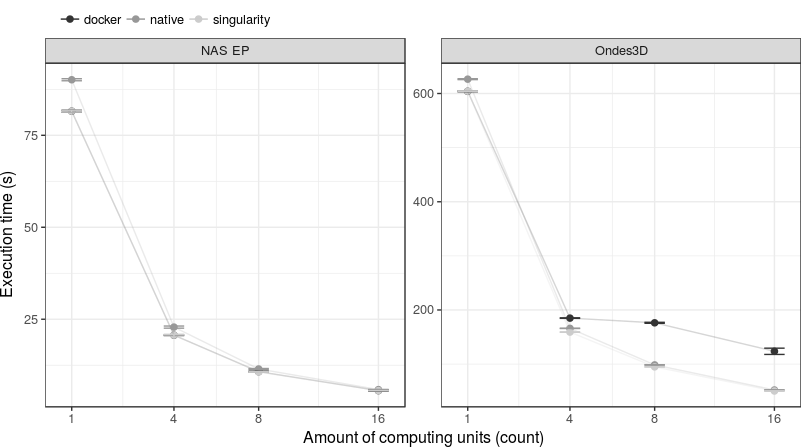 docker native singularity
NAS EP
Ondes3D
Execution time (s)
75
50
25
600
400
200
1 4 8 16
1 4 8 16
Amount of computing units (count)